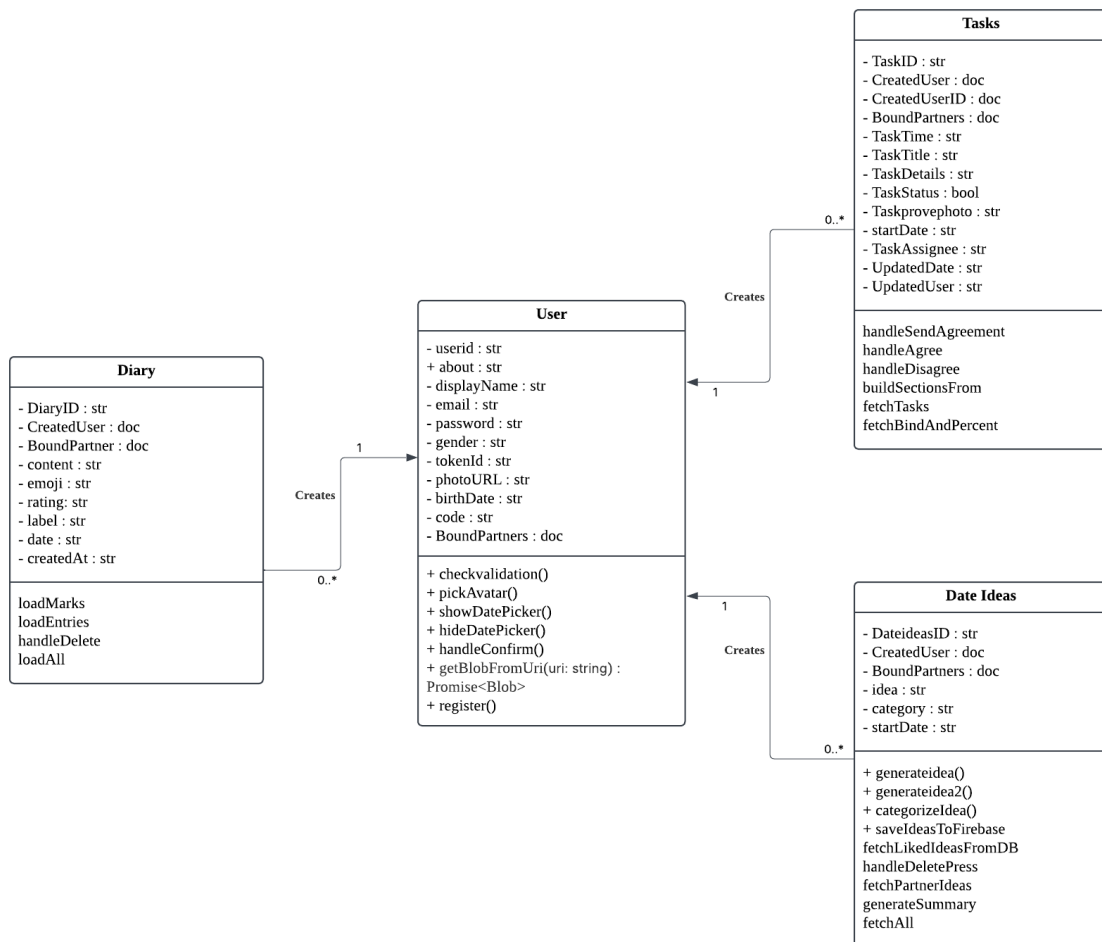 Tasks
- TaskID : str
- CreatedUser : doc
- CreatedUserID : doc
- BoundPartners : doc
- TaskTime : str
- TaskTitle : str
- TaskDetails : str
- TaskStatus : bool
- Taskprovephoto : str
- startDate : str
- TaskAssignee : str
- UpdatedDate : str
- UpdatedUser : str
handleSendAgreement
handleAgree
handleDisagree
buildSectionsFrom
fetchTasks
fetchBindAndPercent
0..*
Creates
1
User
- userid : str
+ about : str
- displayName : str
- email : str
- password : str
- gender : str
- tokenId : str
- photoURL : str
- birthDate : str
- code : str
- BoundPartners : doc
+ checkvalidation()
+ pickAvatar()
+ showDatePicker()
+ hideDatePicker()
+ handleConfirm()
+ getBlobFromUri(uri: string) :
Promise<Blob>
+ register()
Diary
- DiaryID : str
- CreatedUser : doc
- BoundPartner : doc
- content : str
- emoji : str
- rating: str
- label : str
- date : str
- createdAt : str
loadMarks
loadEntries
handleDelete
loadAll
1
Creates
0..*
Date Ideas
- DateideasID : str
- CreatedUser : doc
- BoundPartners : doc
- idea : str
- category : str
- startDate : str
+ generateidea()
+ generateidea2()
+ categorizeIdea()
+ saveIdeasToFirebase
fetchLikedIdeasFromDB
handleDeletePress
fetchPartnerIdeas
generateSummary
fetchAll
1
Creates
0..*